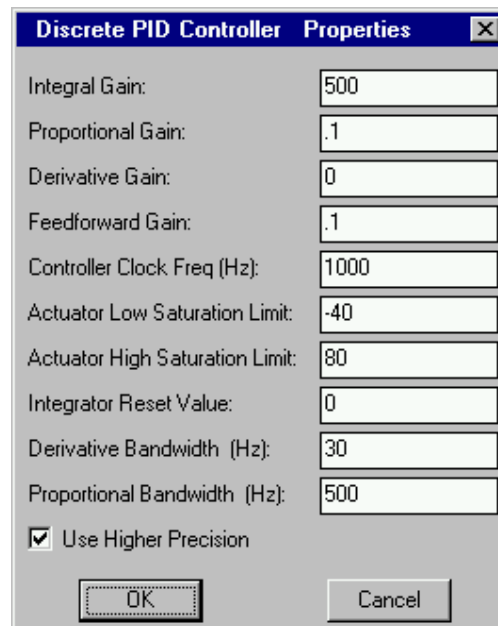 Discrete PID Controller Properties
Integral Gain: 500
Proportional Gain: .1
Derivative Gain: 0
Feedforward Gain: .1
Controller Clock Freq (Hz): 1000
Actuator Low Saturation Limit: -40
Actuator High Saturation Limit: 80
Integrator Reset Value: 0
Derivative Bandwidth (Hz): 30
Proportional Bandwidth (Hz): 500
Use Higher Precision
OK Cancel